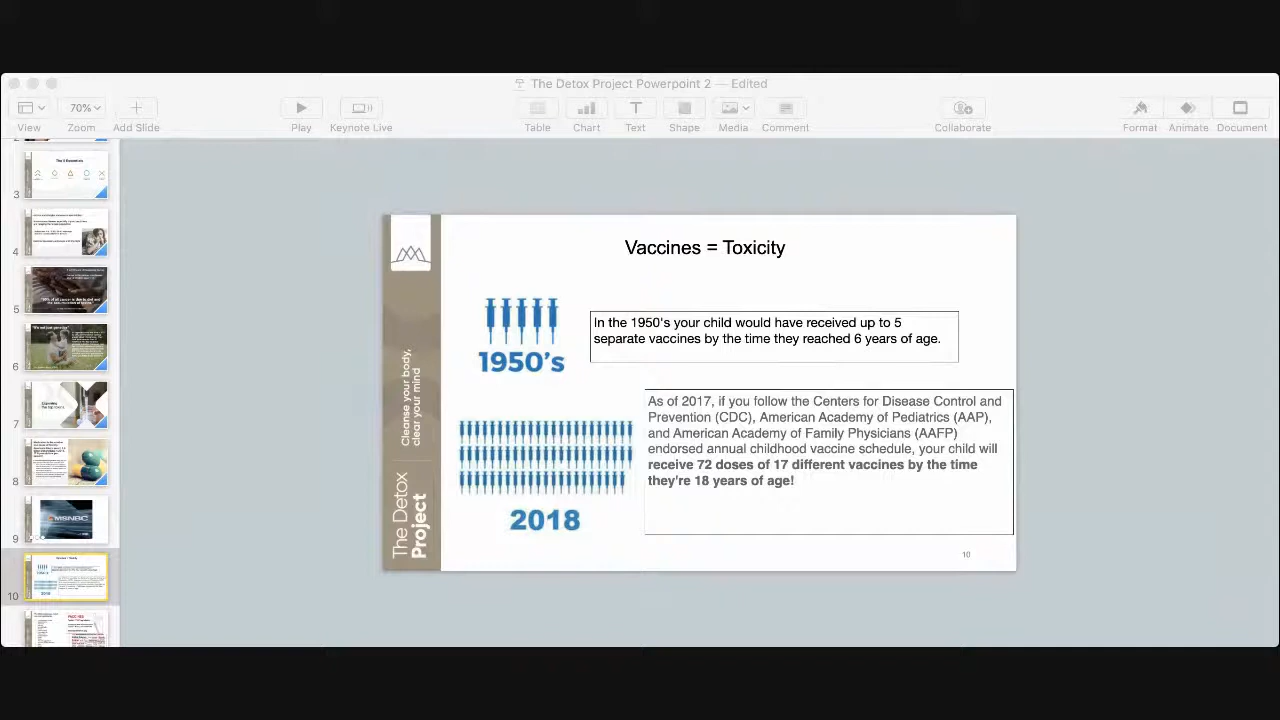 The Detox Project Powerpoint 2 — Edited
70%
View
Zoom
Add Slide
Play
Keynote Live
Table
Chart
Text
Shape
Media
Comment
Collaborate
Format
Animate
Document
3
4
5
6
7
8
9
10
MSNBC
Vaccines = Toxicity
In the 1950's your child would have received up to 5
separate vaccines by the time they reached 6 years of age.
1950's
As of 2017, if you follow the Centers for Disease Control and
Prevention (CDC), American Academy of Pediatrics (AAP),
and American Academy of Family Physicians (AAFP)
endorsed annual childhood vaccine schedule, your child will
receive 72 doses of 17 different vaccines by the time
they're 18 years of age!
2018
10
The Detox
Project
Cleanse your body,
clear your mind